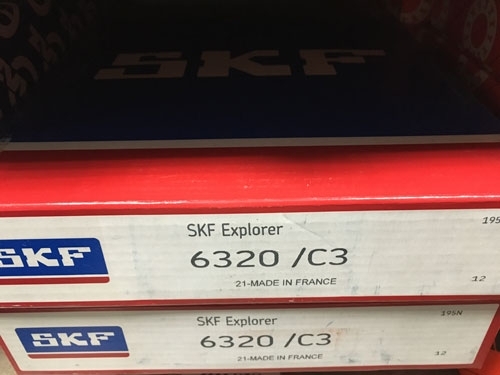 SKF
SKF
SKF Explorer
6320 /C3
21-MADE IN FRANCE
195
12
SKF
SKF Explorer
6320 /C3
21-MADE IN FRANCE
195N
12